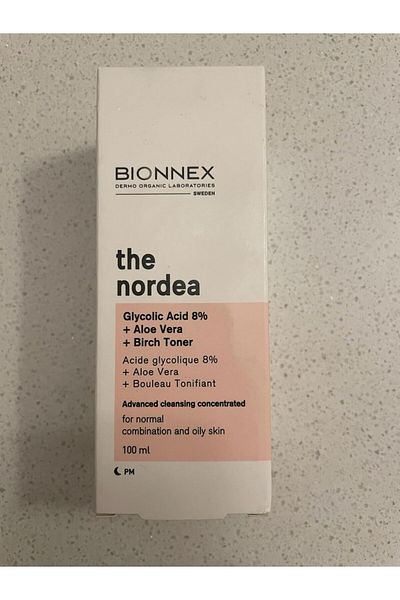 BIONNEX
DERMO ORGANIC LABORATORIES
SWEDEN
the
nordea
Glycolic Acid 8%
+ Aloe Vera
+ Birch Toner
Acide glycolique 8%
+ Aloe Vera
+ Bouleau Tonifiant
Advanced cleansing concentrated
for normal
combination and oily skin
100 ml
PM